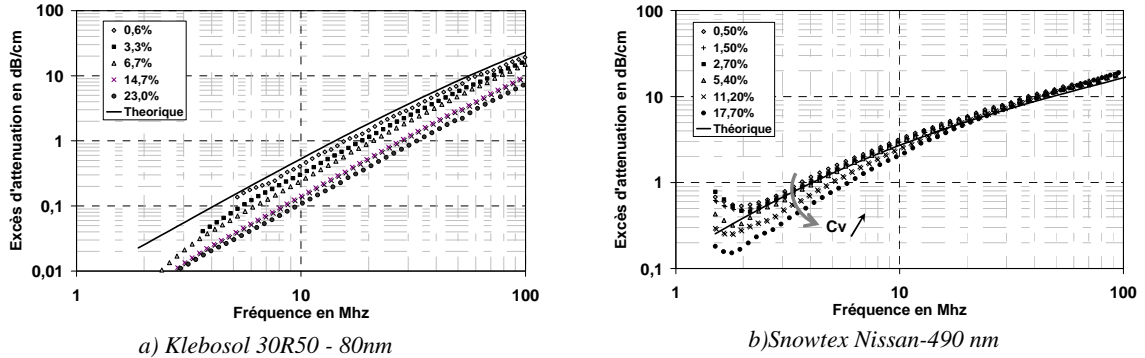 Excès d'attenuation en dB/cm
100
10
1
0,1
0,01
0,6%
3,3%
6,7%
14,7%
23,0%
Theorique
1
10
100
Fréquence en Mhz
a) Klebosol 30R50 - 80nm
Excès d'attenuation en dB/cm
100
10
1
0,1
0,50%
1,50%
2,70%
5,40%
11,20%
17,70%
Théorique
Cv
1
10
100
Fréquence en Mhz
b)Snowtex Nissan-490 nm